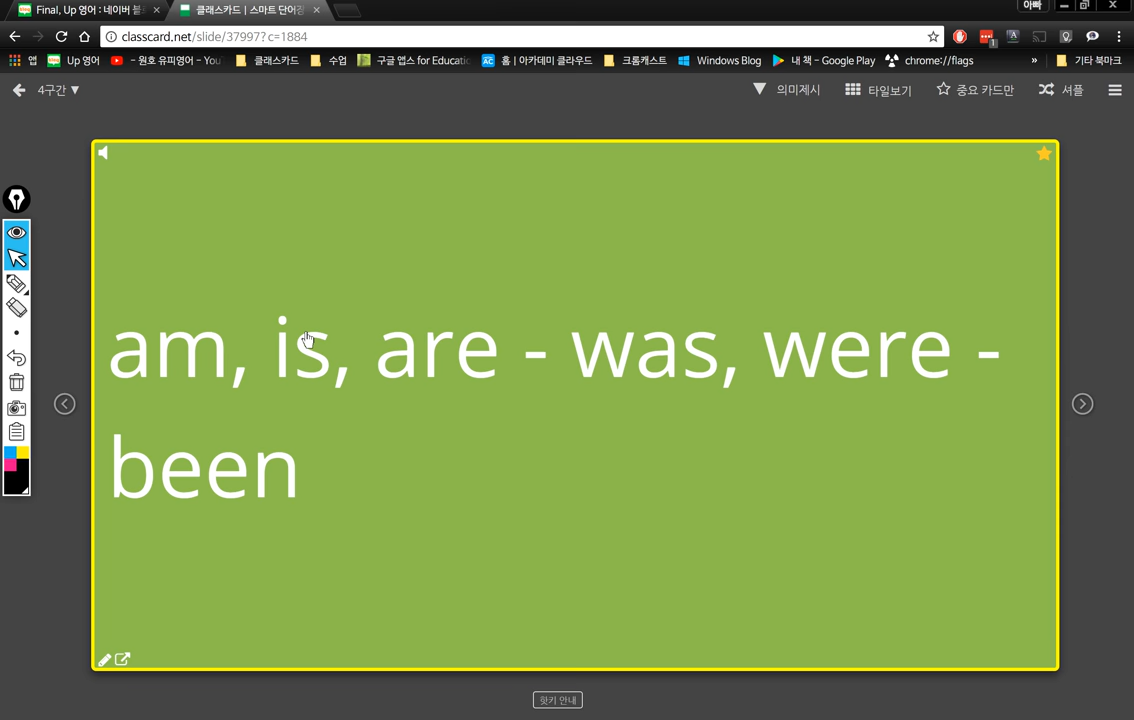 Final, Up 영어 : 네이버 블
클래스카드 | 스마트 단어장
아빠
classcard.net/slide/37997?c=1884
앱
Up 영어
- 원호 유피영어 - You
클래스카드
수업
구글 앱스 for Educatic
홈 | 아카데미 클라우드
크롬캐스트
Windows Blog
내 책 - Google Play
chrome://flags
»
기타 북마크
4구간 ▼
의미제시
타일보기
중요 카드만
셔플
am, is, are - was, were -
been
핫키 안내